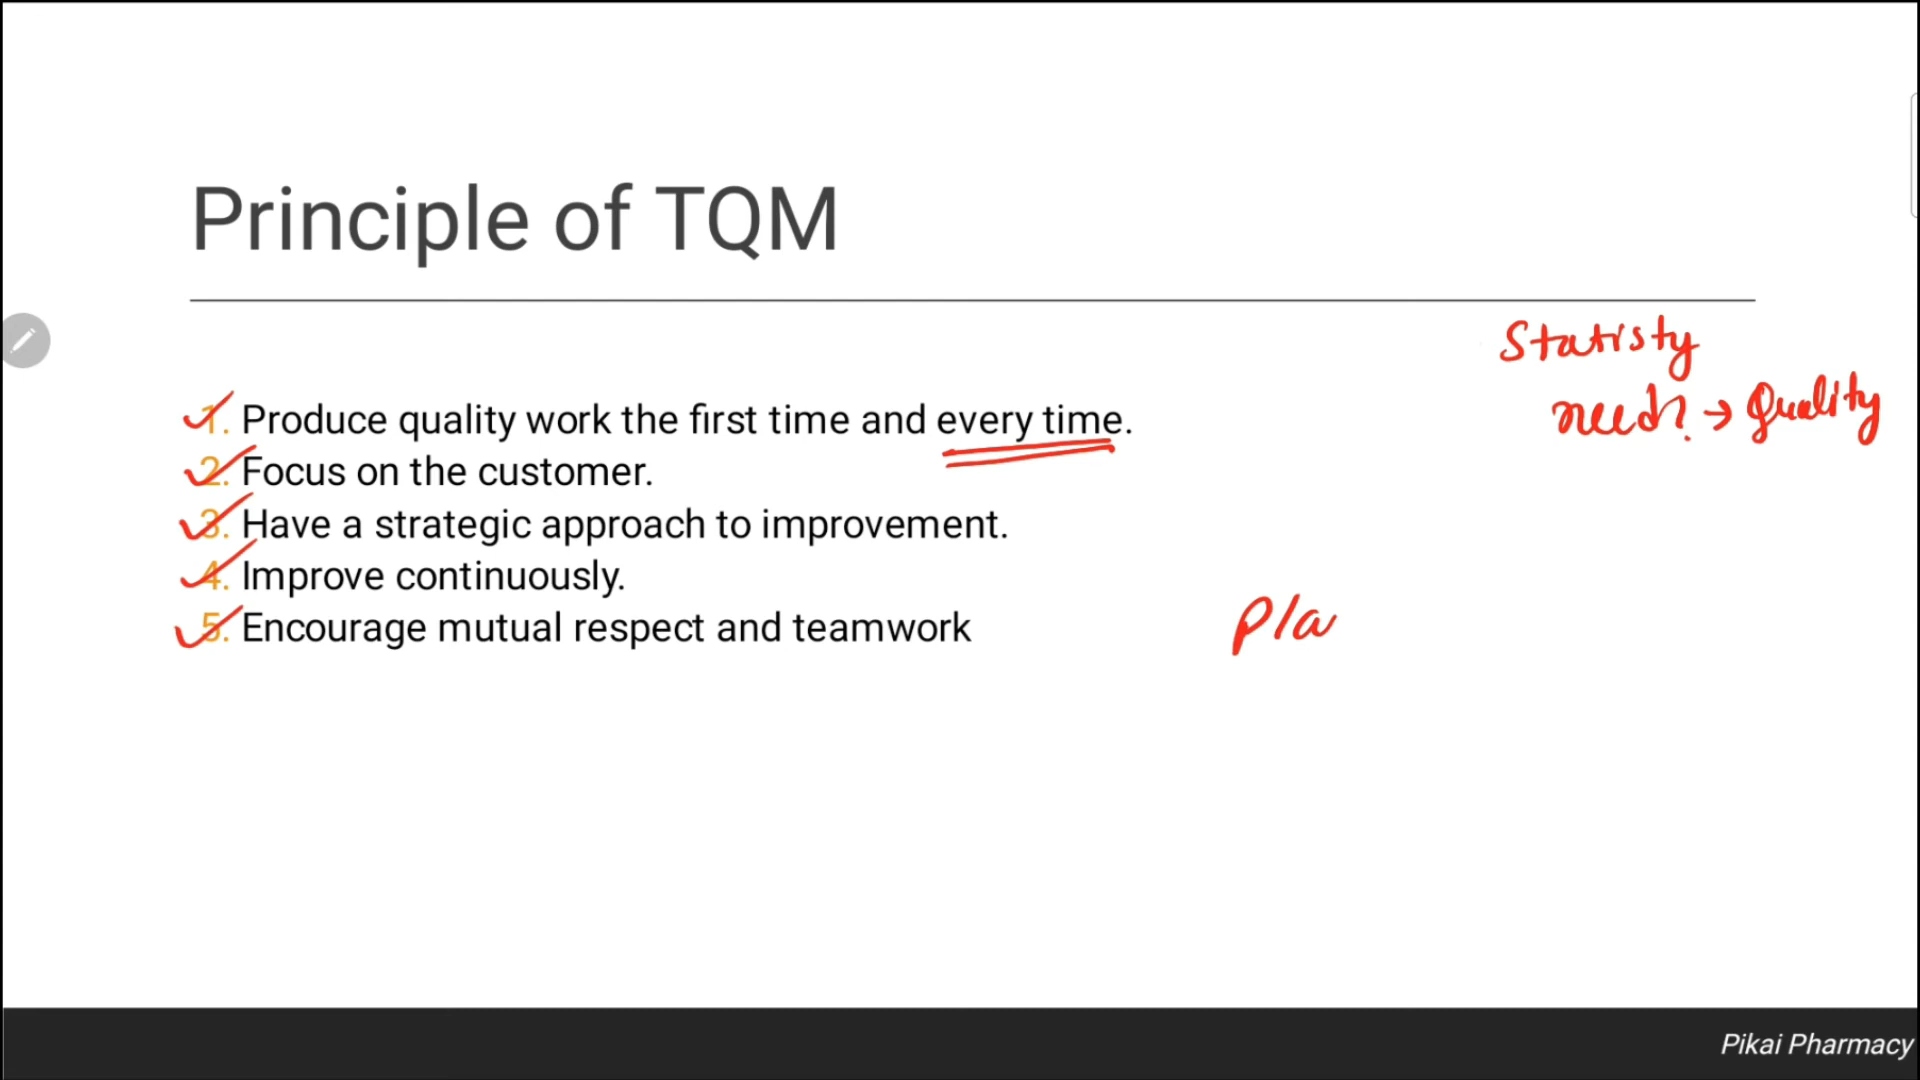 Principle of TQM
Statisty
need? → Quality
1. Produce quality work the first time and every time.
2. Focus on the customer.
3. Have a strategic approach to improvement.
4. Improve continuously.
5. Encourage mutual respect and teamwork
Pla
Pikai Pharmacy